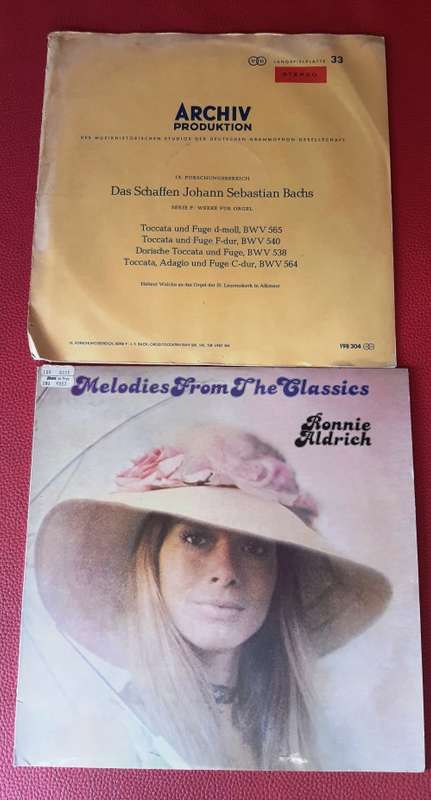 LANGSPIELPLATTE 33
STEREO
ARCHIV
PRODUKTION
DES MUSIKHISTORISCHEN STUDIOS DER DEUTSCHEN GRAMMOPHON GESELLSCHAFT
IX. FORSCHUNGSBEREICH
Das Schaffen Johann Sebastian Bachs
SERIE F: WERKE FÜR ORGEL
Toccata und Fuge d-moll, BWV 565
Toccata und Fuge F-dur, BWV 540
Dorische Toccata und Fuge, BWV 538
Toccata, Adagio und Fuge C-dur, BWV 564
Helmut Walcha an der Orgel der St. Laurenskerk in Alkmaar
198 304
Melodies From The Classics
Ronnie
Aldrich